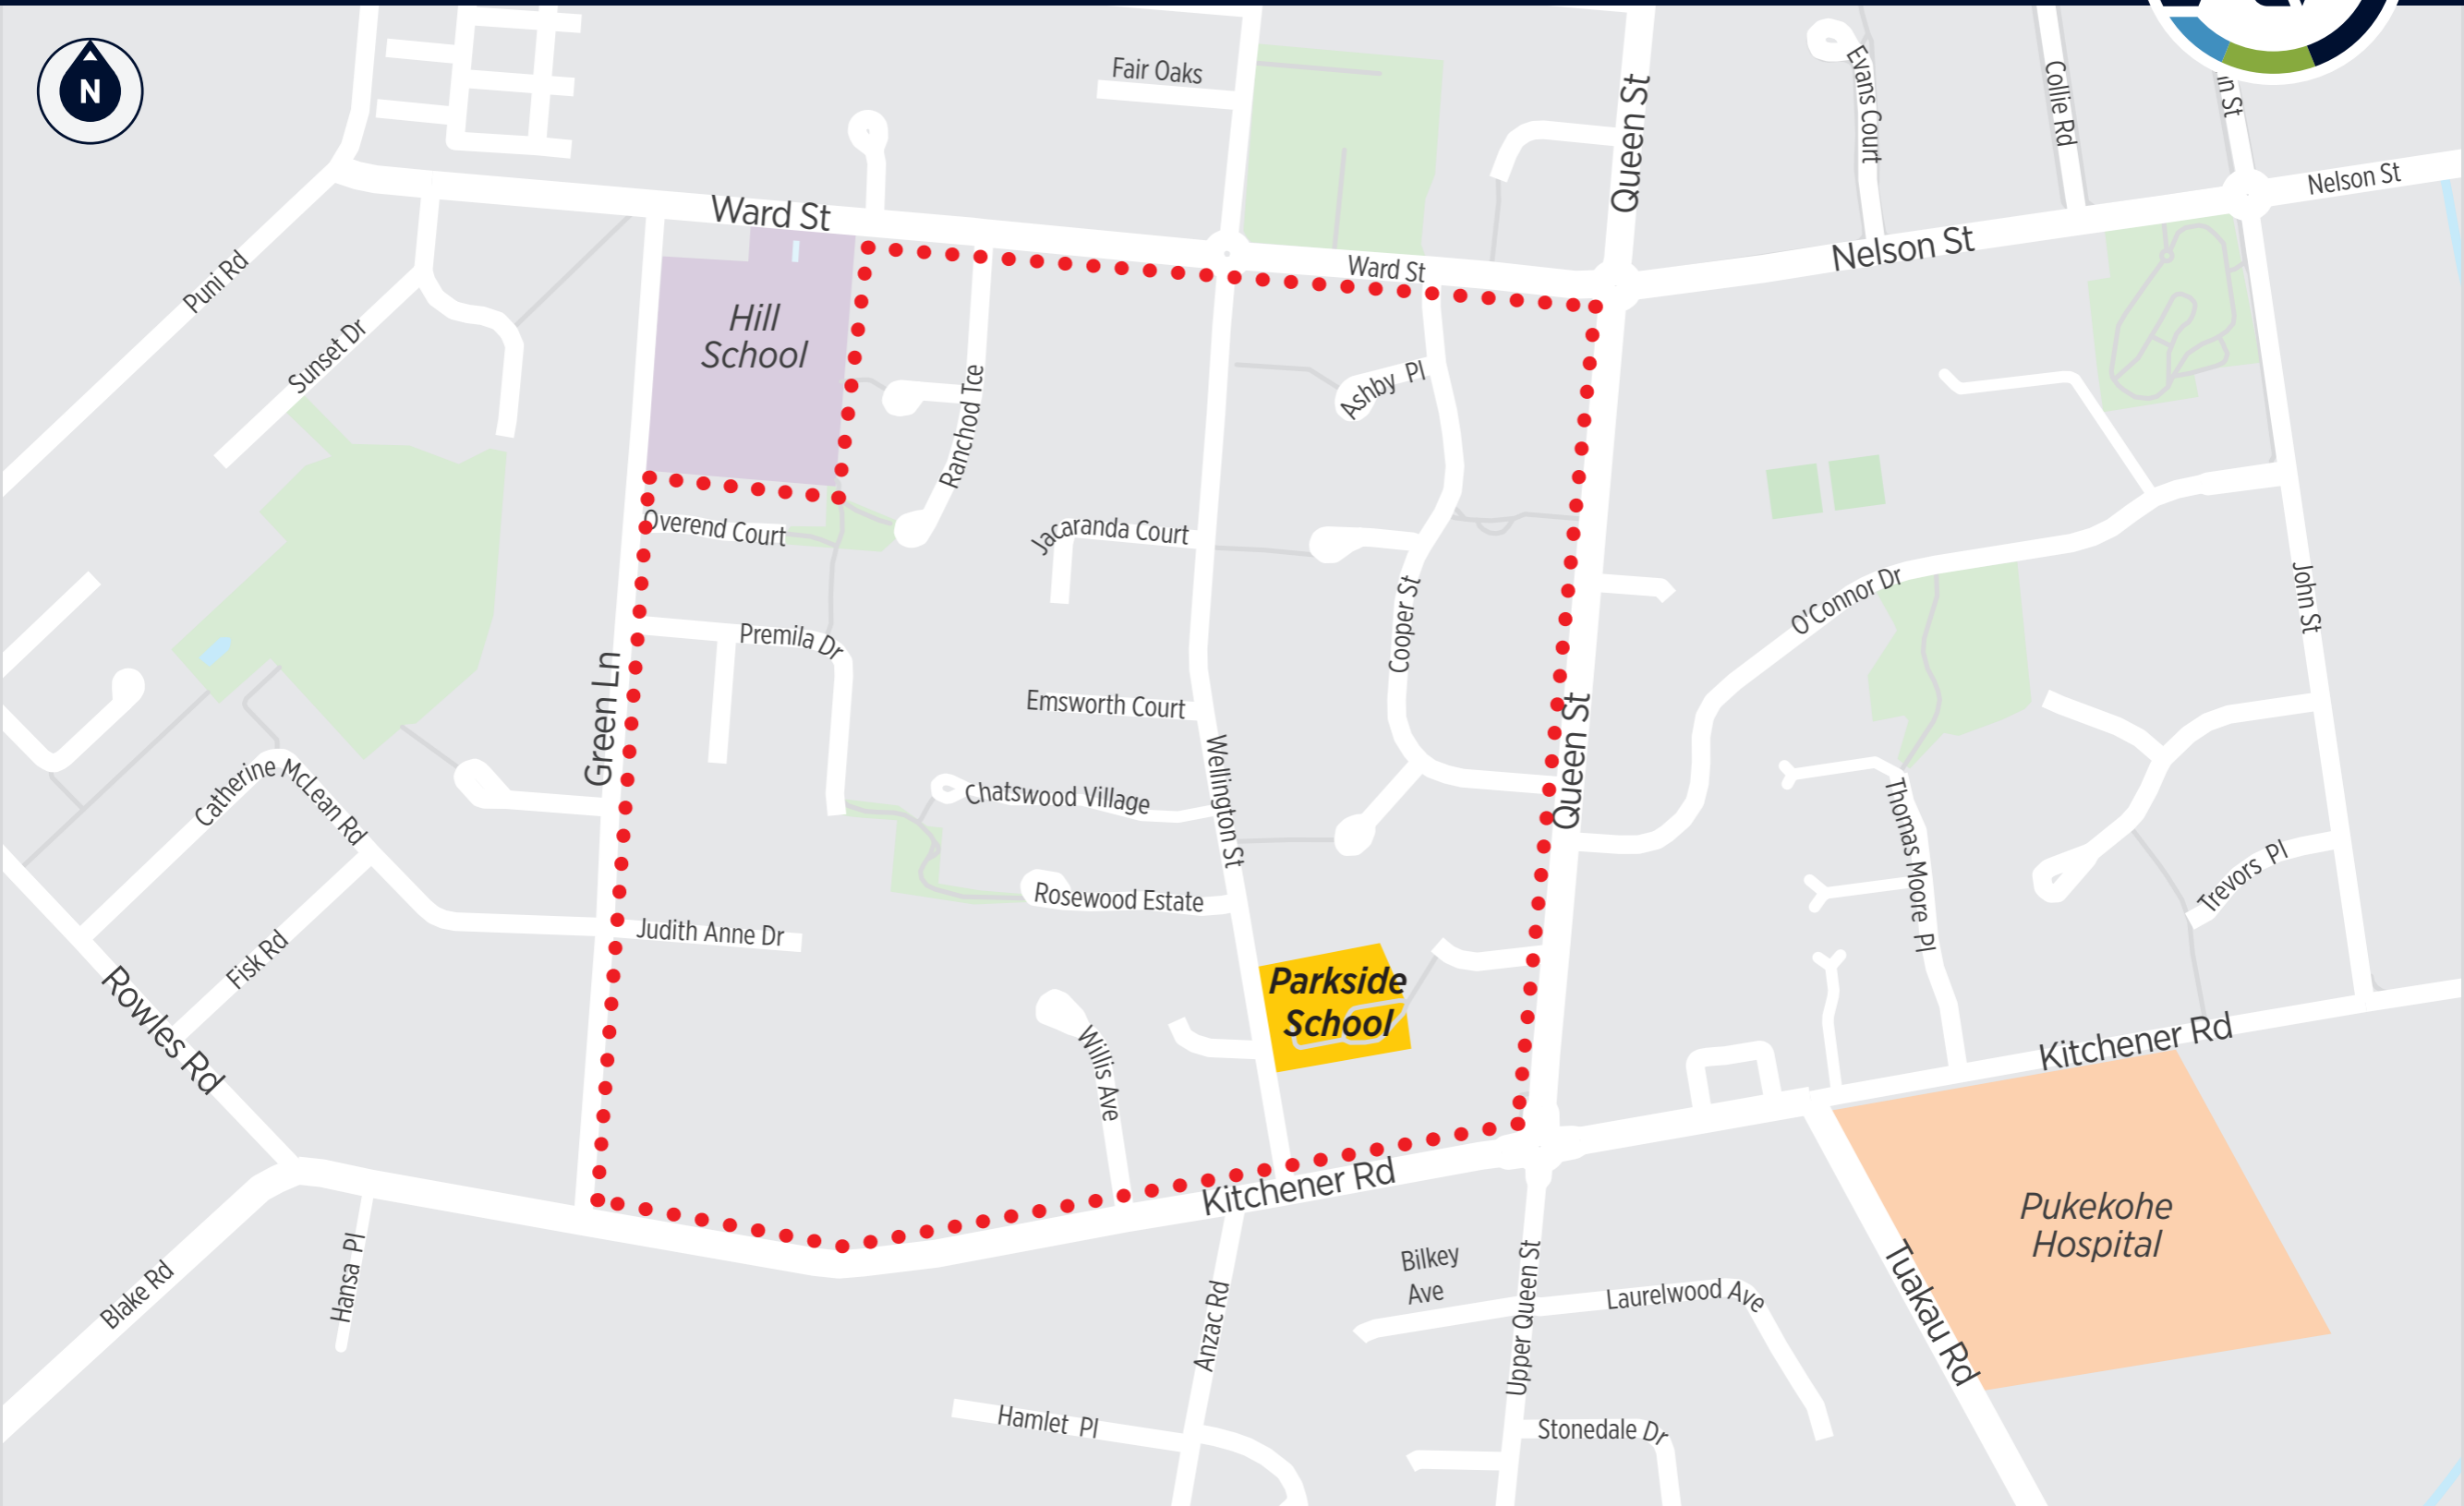 N
Fair Oaks
Queen St
Evans Court
Collie Rd
Nelson St
Ward St
Puni Rd
Nelson St
Ward St
Hill
School
Sunset Dr
Ashby Pl
Ranchod Tce
Overend Court
Jacaranda Court
Cooper St
O'Connor Dr
John St
Premila Dr
Green Ln
Emsworth Court
Queen St
Wellington St
Catherine McLean Rd
Chatswood Village
Thomas Moore Pl
Trevors Pl
Rosewood Estate
Judith Anne Dr
Fisk Rd
Rowles Rd
Parkside
School
Willis Ave
Kitchener Rd
Kitchener Rd
Pukekohe
Hospital
Blake Rd
Hansa Pl
Anzac Rd
Bilkey
Ave
Upper Queen St
Laurelwood Ave
Tuakau Rd
Hamlet Pl
Stonedale Dr